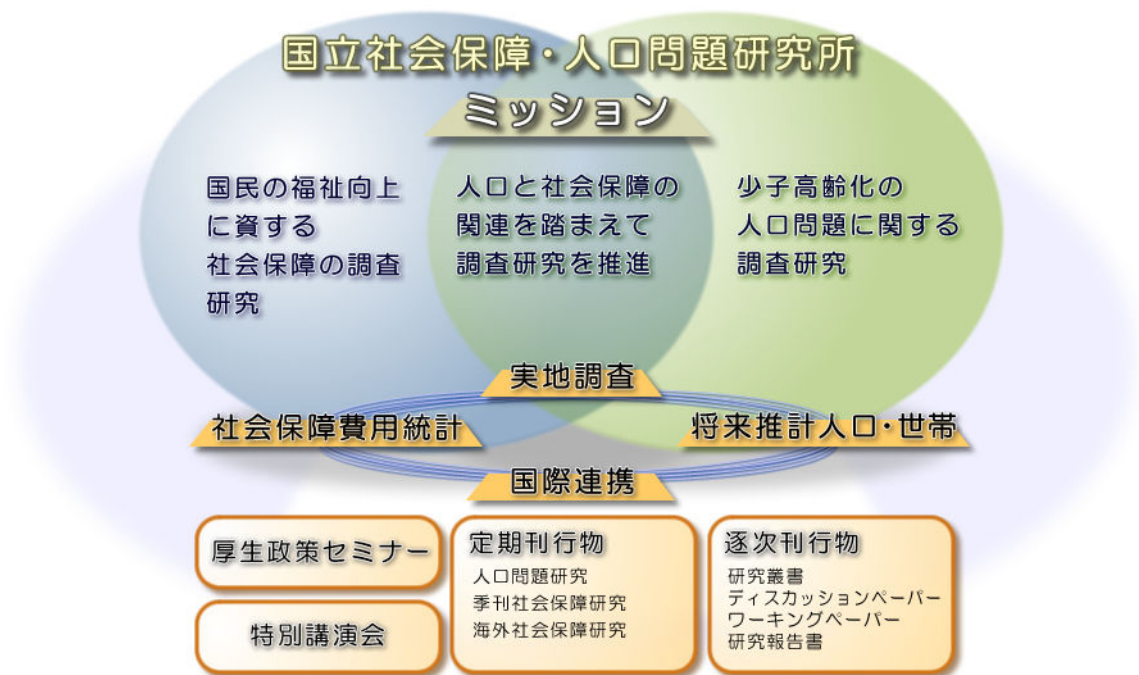 国立社会保障・人口問題研究所
ミッション
国民の福祉向上
に資する
社会保障の調査
研究
人口と社会保障の
関連を踏まえて
調査研究を推進
少子高齢化の
人口問題に関する
調査研究
実地調査
社会保障費用統計
将来推計人口・世帯
国際連携
厚生政策セミナー
特別講演会
定期刊行物
人口問題研究
季刊社会保障研究
海外社会保障研究
逐次刊行物
研究叢書
ディスカッションペーパー
ワーキングペーパー
研究報告書